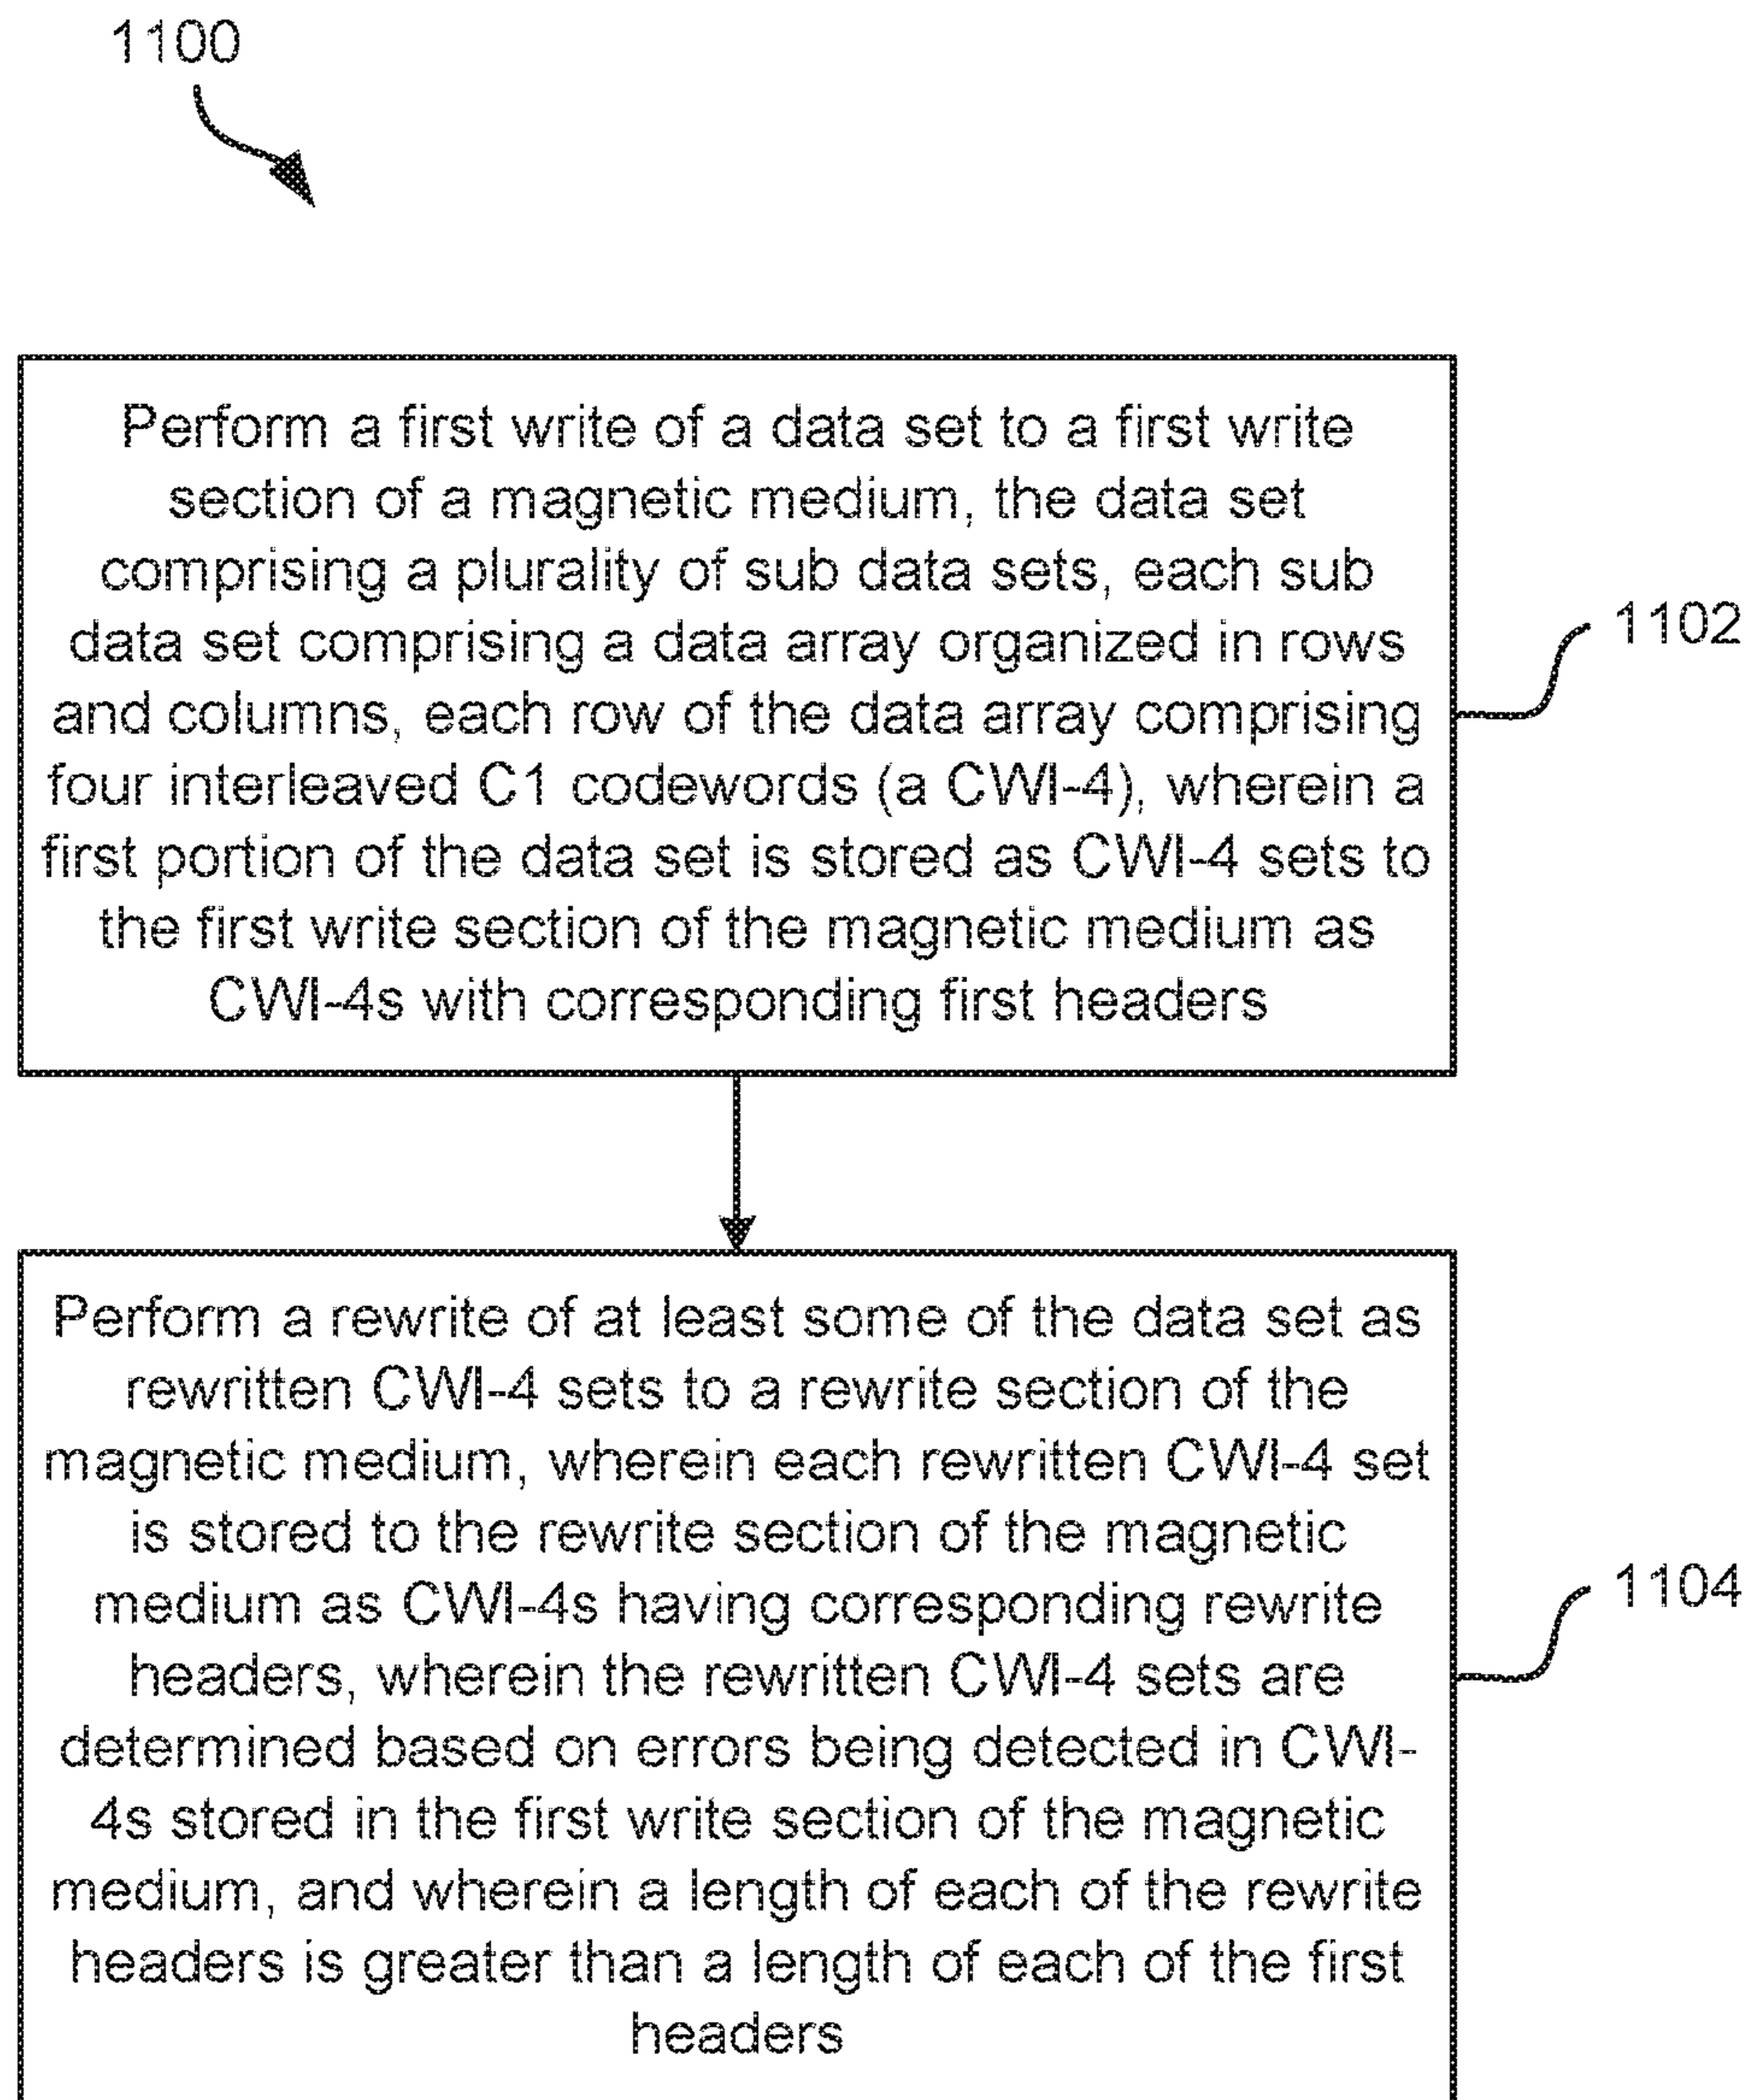 1100
Perform a first write of a data set to a first write
section of a magnetic medium, the data set
comprising a plurality of sub data sets, each sub
data set comprising a data array organized in rows
and columns, each row of the data array comprising
four interleaved C1 codewords (a CWI-4), wherein a
first portion of the data set is stored as CWI-4 sets to
the first write section of the magnetic medium as
CWI-4s with corresponding first headers
1102
Perform a rewrite of at least some of the data set as
rewritten CWI-4 sets to a rewrite section of the
magnetic medium, wherein each rewritten CWI-4 set
is stored to the rewrite section of the magnetic
medium as CWI-4s having corresponding rewrite
headers, wherein the rewritten CWI-4 sets are
determined based on errors being detected in CWI-
4s stored in the first write section of the magnetic
medium, and wherein a length of each of the rewrite
headers is greater than a length of each of the first
headers
1104